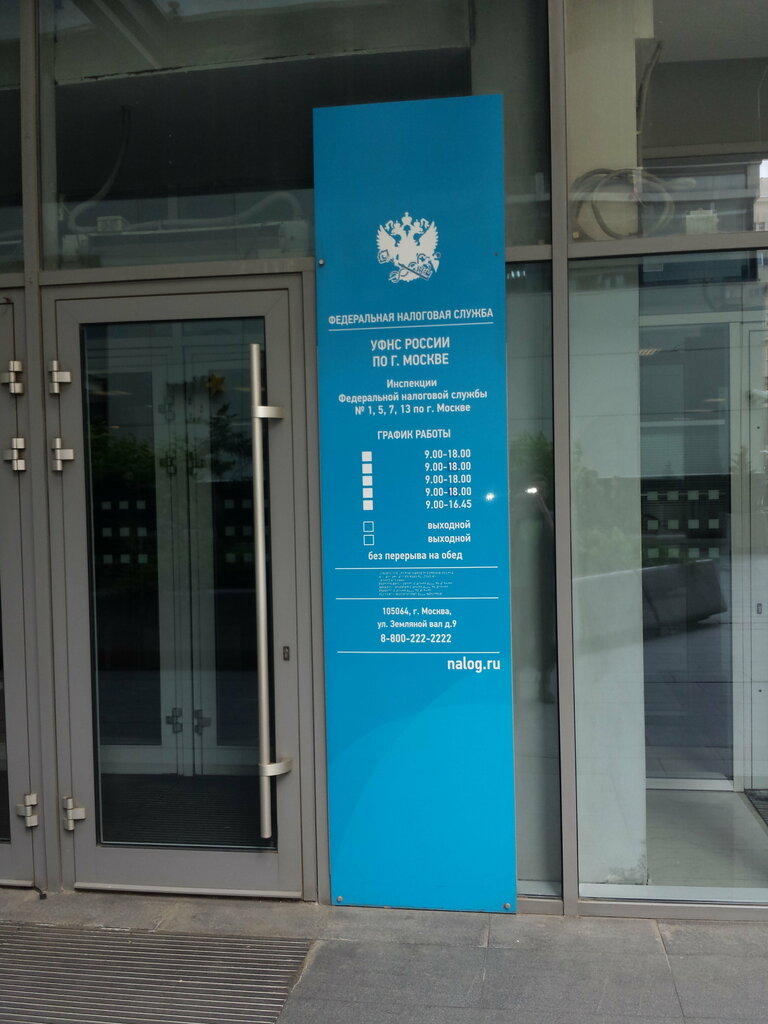 ФЕДЕРАЛЬНАЯ НАЛОГОВАЯ СЛУЖБА
УФНС РОССИИ
ПО Г. МОСКВЕ
Инспекции
Федеральной налоговой службы
№ 1, 5, 7, 13 по г. Москве
ГРАФИК РАБОТЫ
9.00-18.00
9.00-18.00
9.00-18.00
9.00-18.00
9.00-16.45
выходной
выходной
без перерыва на обед
105064, г. Москва,
ул. Земляной вал д.9
8-800-222-2222
nalog.ru